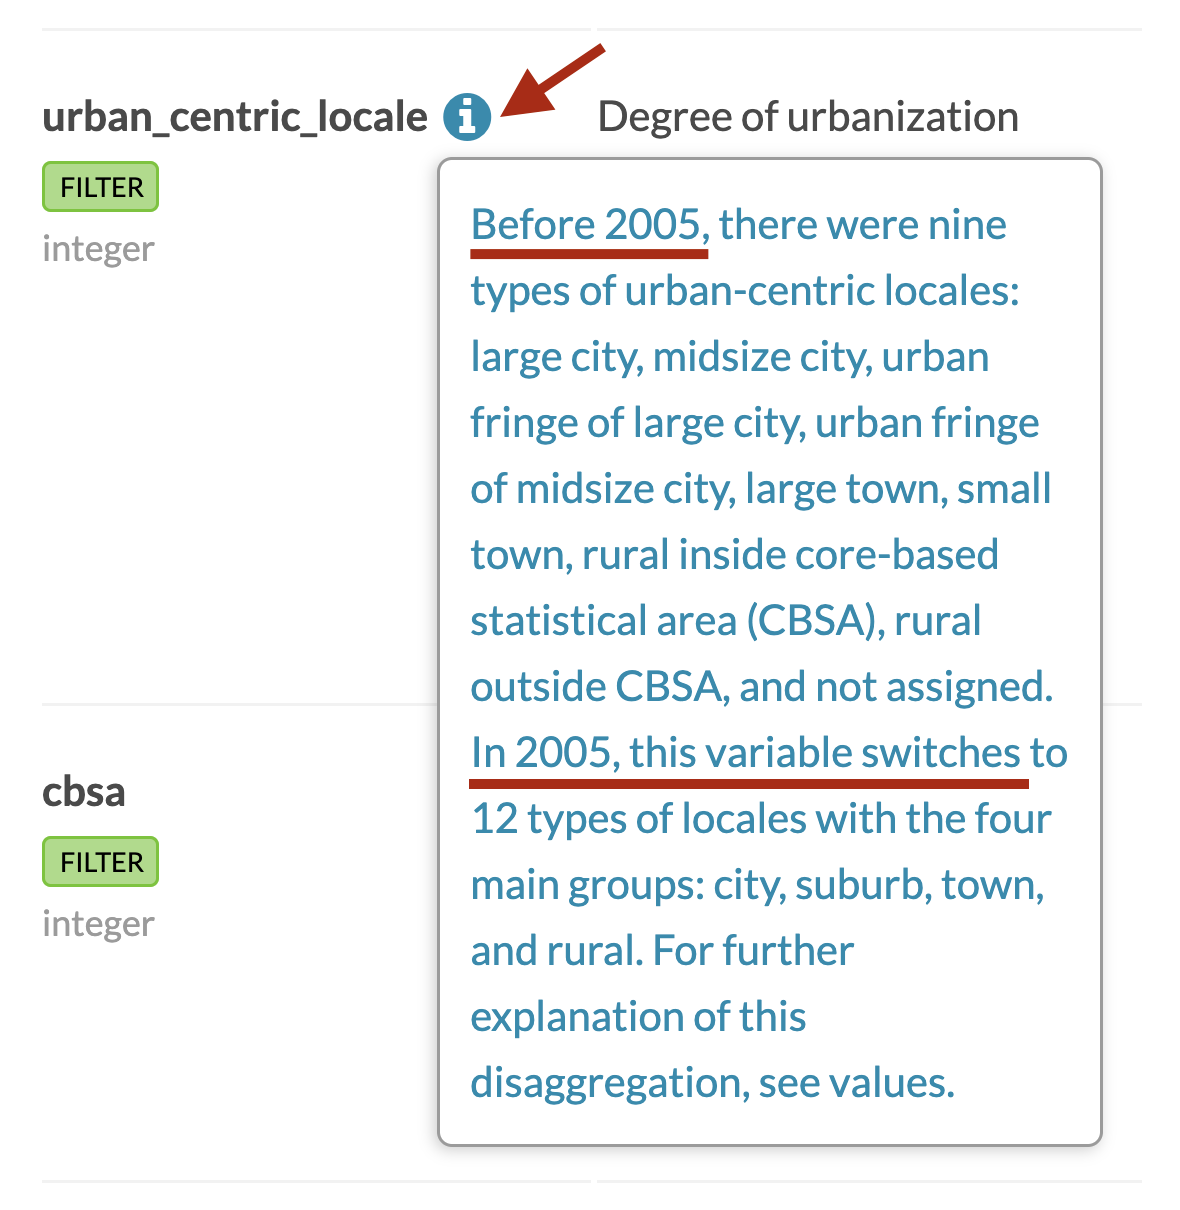 urban_centric_locale
Degree of urbanization
FILTER
integer
Before 2005, there were nine
types of urban-centric locales:
large city, midsize city, urban
fringe of large city, urban fringe
of midsize city, large town, small
town, rural inside core-based
statistical area (CBSA), rural
outside CBSA, and not assigned.
In 2005, this variable switches to
12 types of locales with the four
main groups: city, suburb, town,
and rural. For further
explanation of this
disaggregation, see values.
cbsa
FILTER
integer